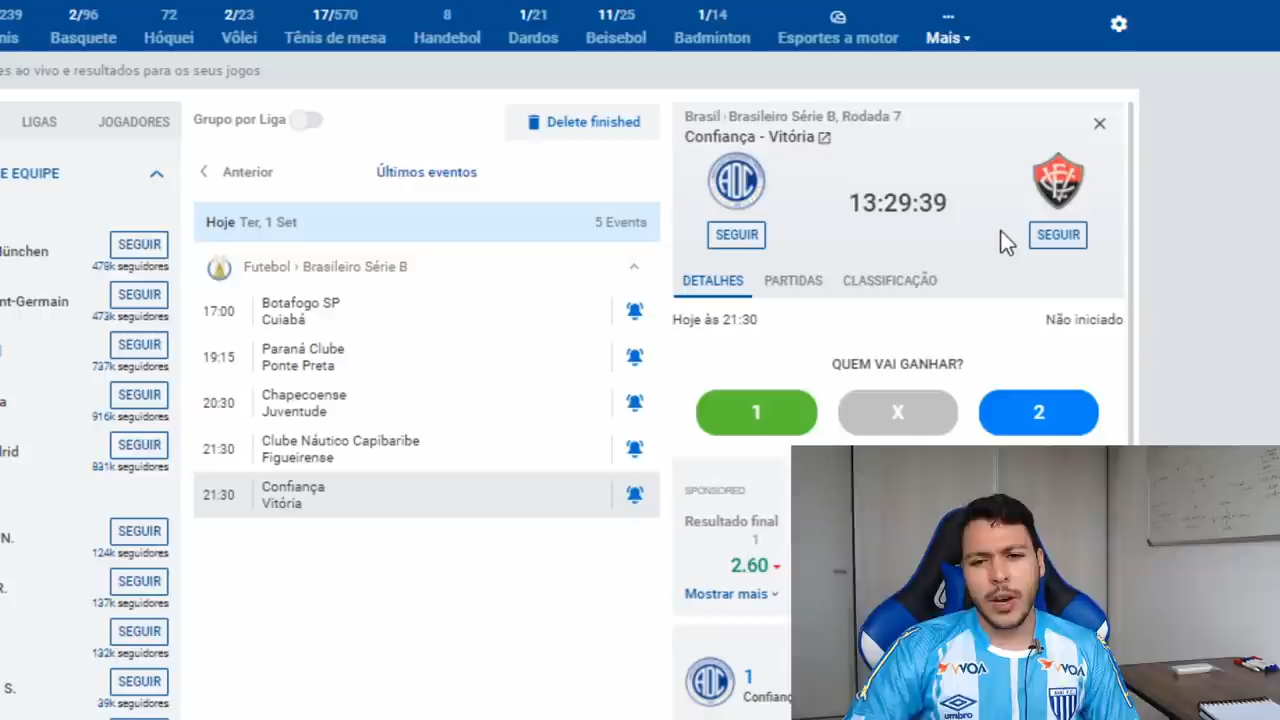 239 2/96 72 2/23 17/570 8 1/21 11/25 1/14 ...
nis Basquete Hóquei Vôlei Tênis de mesa Handebol Dardos Beisebol Badminton Esportes a motor Mais
es ao vivo e resultados para os seus jogos
LIGAS JOGADORES
E EQUIPE
München SEGUIR
478k seguidores
nt-Germain SEGUIR
473k seguidores
SEGUIR
737k seguidores
a SEGUIR
916k seguidores
drid SEGUIR
831k seguidores
N. SEGUIR
124k seguidores
R. SEGUIR
137k seguidores
SEGUIR
132k seguidores
S. SEGUIR
39k seguidores
Grupo por Liga Delete finished
Anterior Últimos eventos
Hoje Ter, 1 Set 5 Events
Futebol › Brasileiro Série B
17:00 Botafogo SP
Cuiabá
19:15 Paraná Clube
Ponte Preta
20:30 Chapecoense
Juventude
21:30 Clube Náutico Capibaribe
Figueirense
21:30 Confiança
Vitória
Brasil › Brasileiro Série B, Rodada 7
Confiança - Vitória
ADC 13:29:39
SEGUIR SEGUIR
DETALHES PARTIDAS CLASSIFICAÇÃO
Hoje às 21:30 Não iniciado
QUEM VAI GANHAR?
1 X 2
SPONSORED
Resultado final
1
2.60
Mostrar mais
ADC 1
Confianç
VOA VOA
umbro